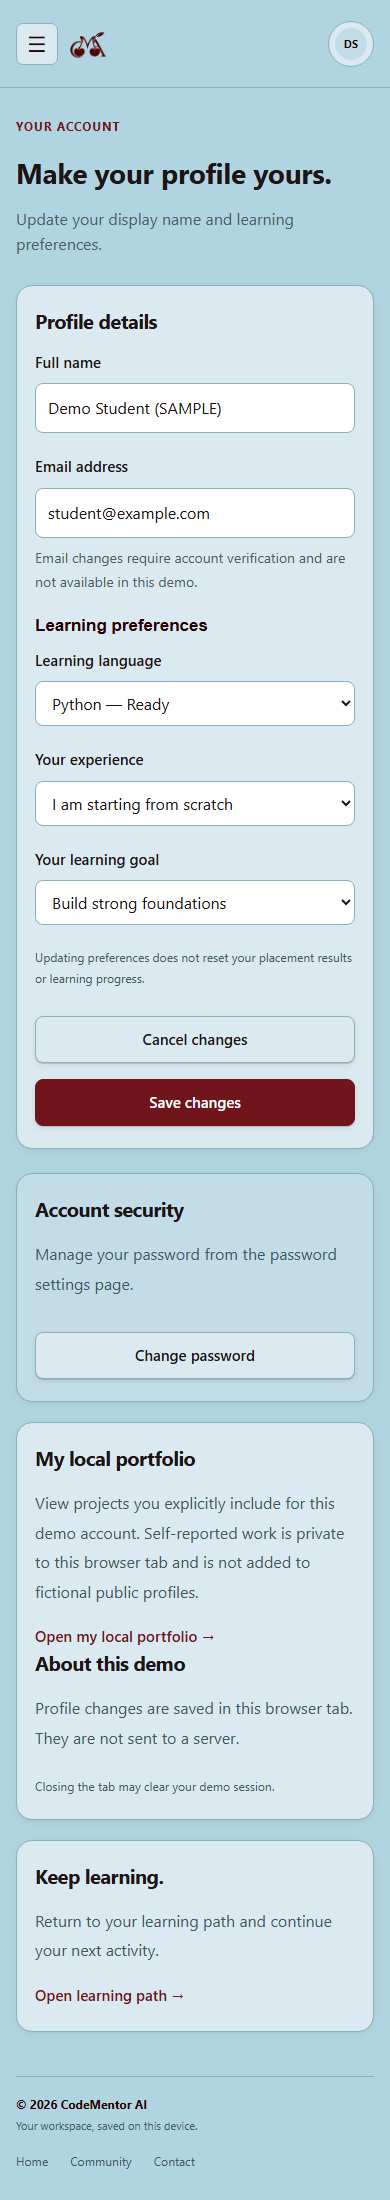 ☰
DS
YOUR ACCOUNT
Make your profile yours.
Update your display name and learning
preferences.
Profile details
Full name
Demo Student (SAMPLE)
Email address
student@example.com
Email changes require account verification and are
not available in this demo.
Learning preferences
Learning language
Python — Ready
Your experience
I am starting from scratch
Your learning goal
Build strong foundations
Updating preferences does not reset your placement results
or learning progress.
Cancel changes
Save changes
Account security
Manage your password from the password
settings page.
Change password
My local portfolio
View projects you explicitly include for this
demo account. Self-reported work is private
to this browser tab and is not added to
fictional public profiles.
Open my local portfolio →
About this demo
Profile changes are saved in this browser tab.
They are not sent to a server.
Closing the tab may clear your demo session.
Keep learning.
Return to your learning path and continue
your next activity.
Open learning path →
© 2026 CodeMentor AI
Your workspace, saved on this device.
Home Community Contact